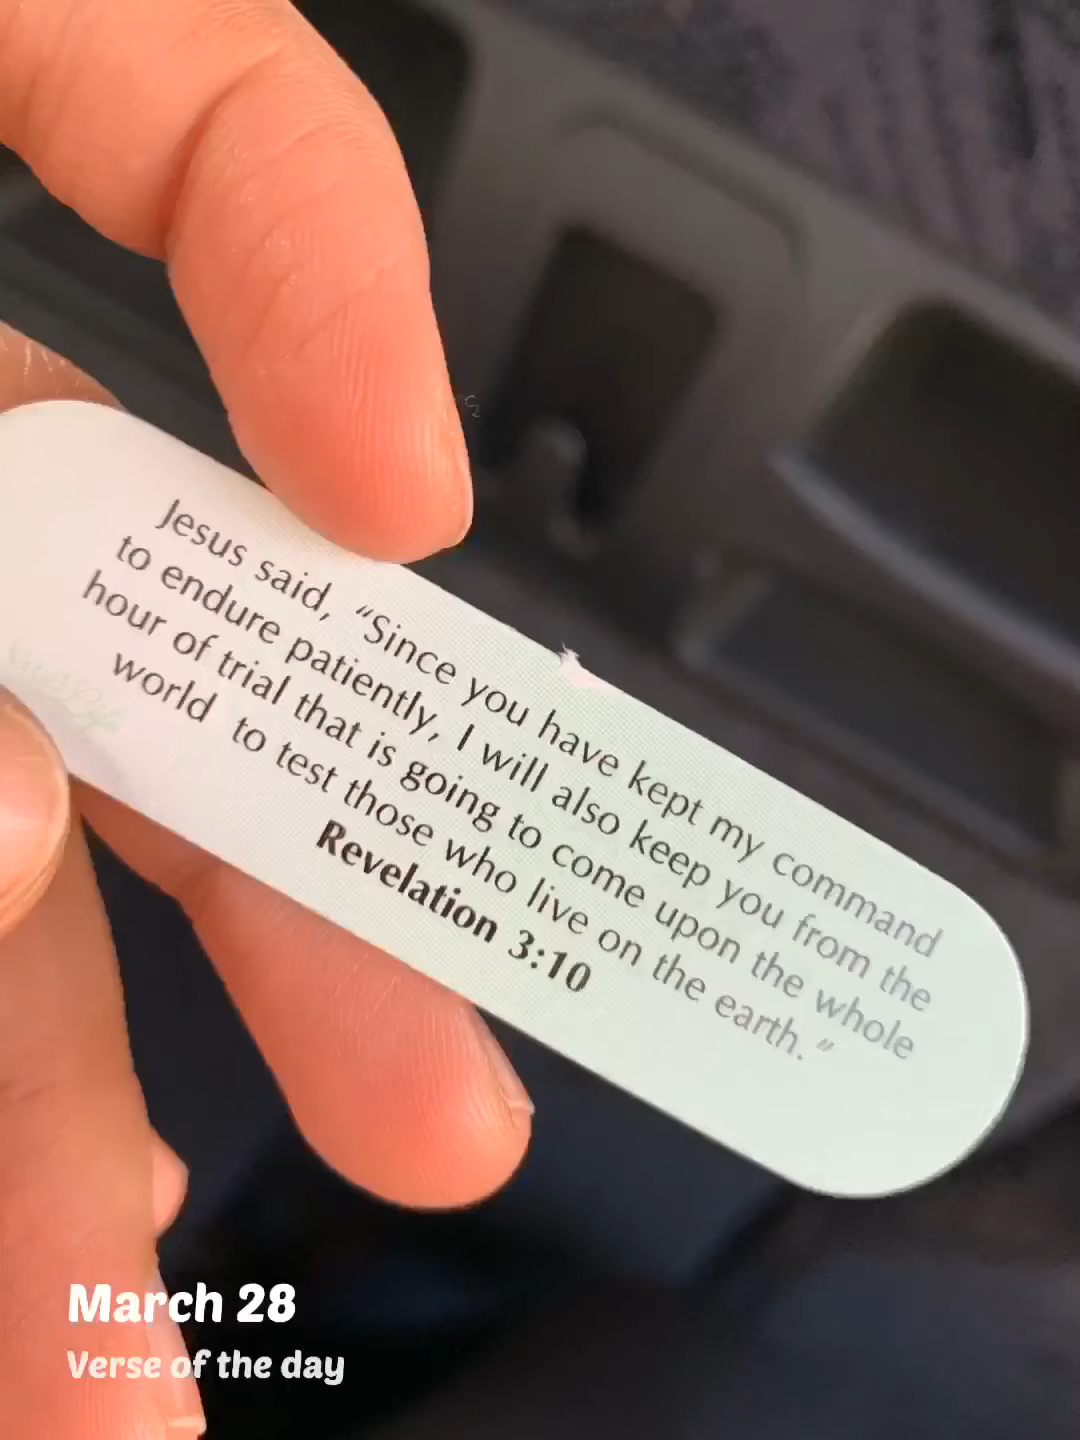 Jesus said, “Since you have kept my command
to endure patiently, I will also keep you from the
hour of trial that is going to come upon the whole
world to test those who live on the earth.”
Revelation 3:10
March 28
Verse of the day